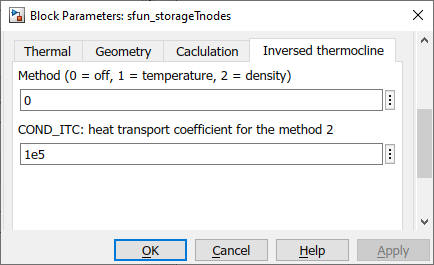 Block Parameters: sfun_storageTnodes
Thermal Geometry Caclulation Inversed thermocline
Method (0 = off, 1 = temperature, 2 = density)
0
COND_ITC: heat transport coefficient for the method 2
1e5
OK Cancel Help Apply